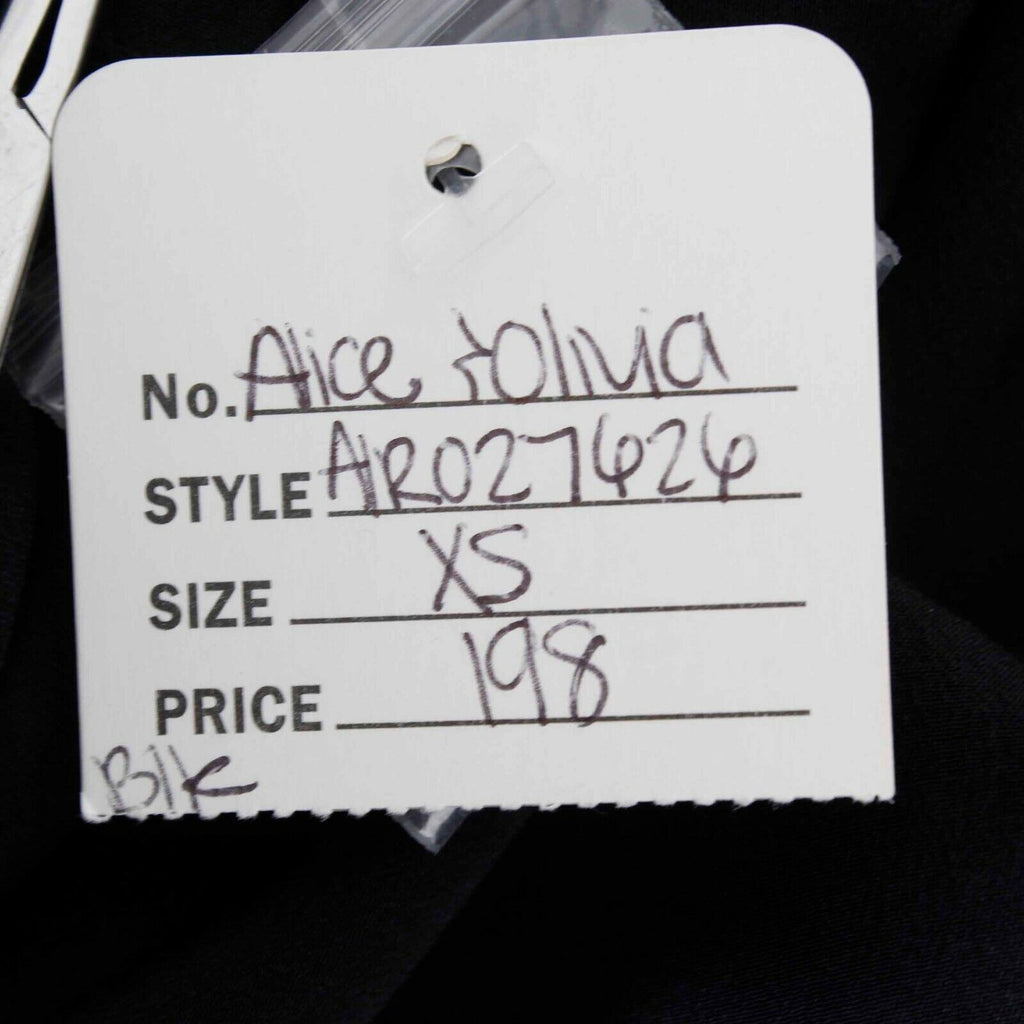 No. Alice + Olivia
STYLE AR027626
SIZE XS
PRICE 198
Blk